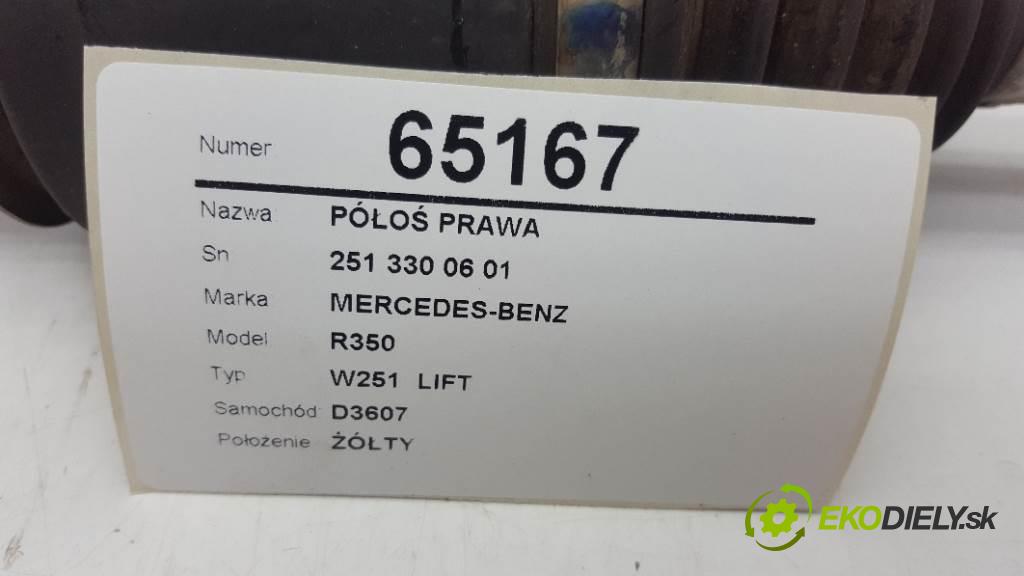 Numer 65167
Nazwa PÓŁOŚ PRAWA
Sn 251 330 06 01
Marka MERCEDES-BENZ
Model R350
Typ W251 LIFT
Samochód D3607
Położenie ŻÓŁTY
EKODIELY.sk